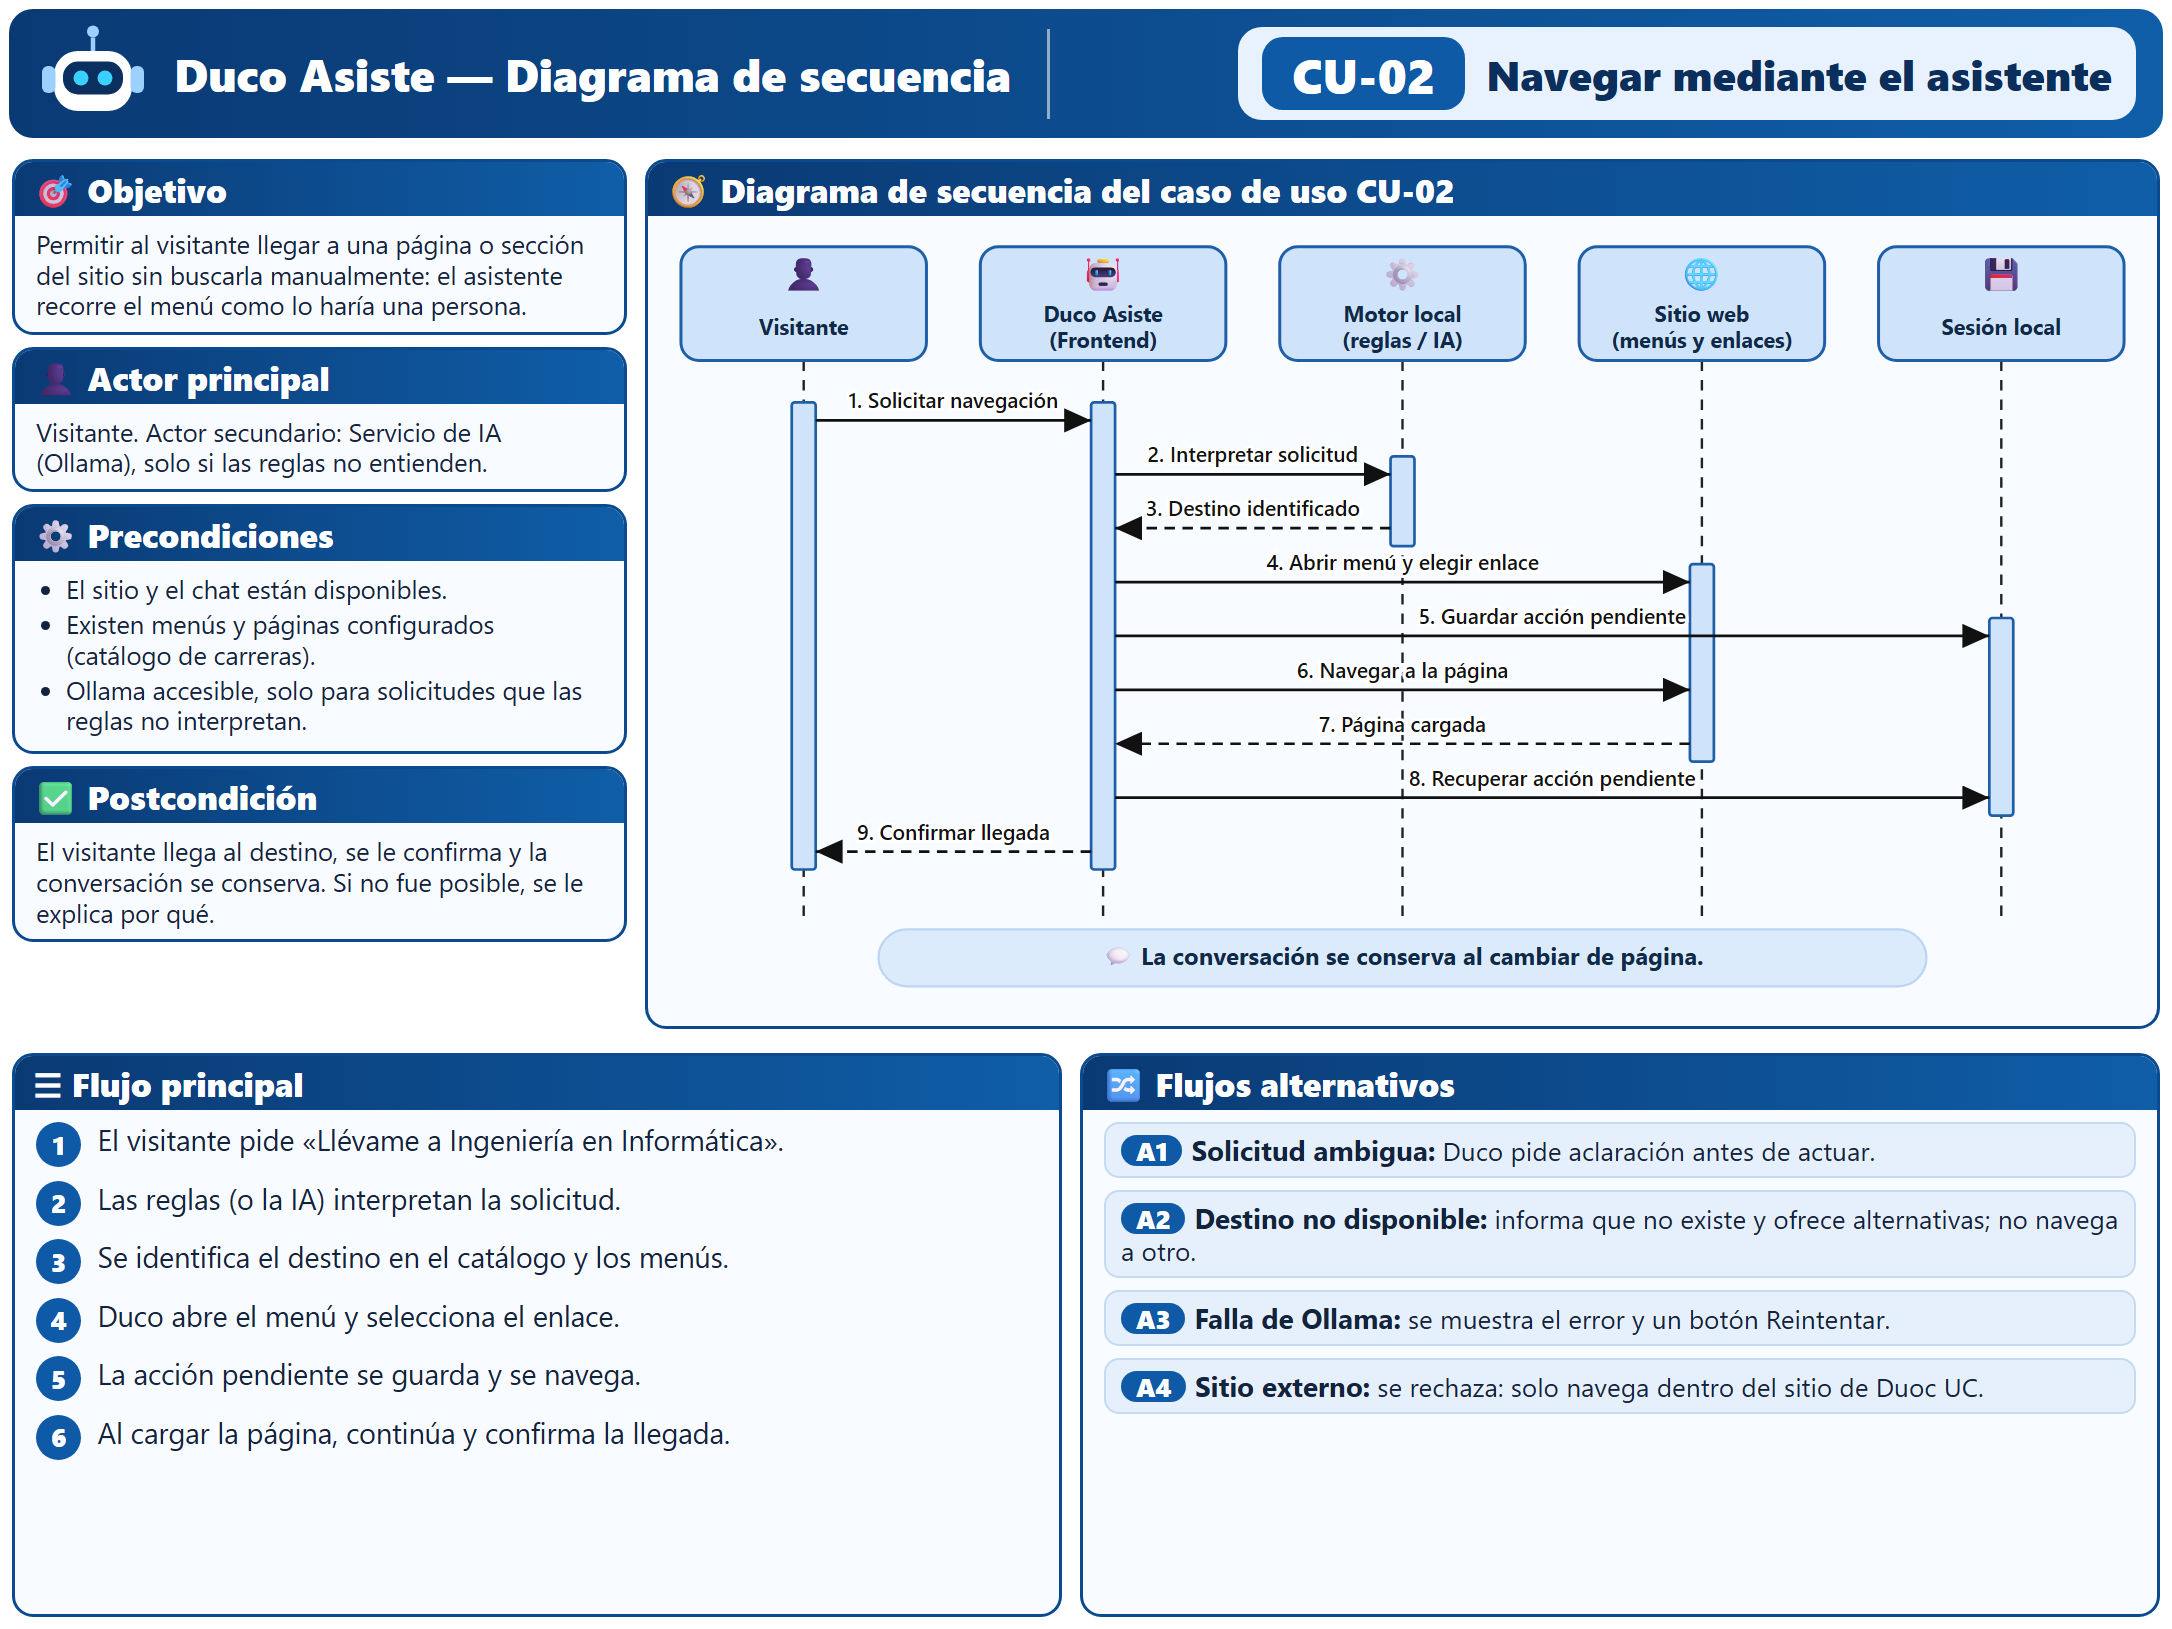 Duco Asiste — Diagrama de secuencia
CU-02 Navegar mediante el asistente
Objetivo
Permitir al visitante llegar a una página o sección
del sitio sin buscarla manualmente: el asistente
recorre el menú como lo haría una persona.
Actor principal
Visitante. Actor secundario: Servicio de IA
(Ollama), solo si las reglas no entienden.
Precondiciones
• El sitio y el chat están disponibles.
• Existen menús y páginas configurados
(catálogo de carreras).
• Ollama accesible, solo para solicitudes que las
reglas no interpretan.
Postcondición
El visitante llega al destino, se le confirma y la
conversación se conserva. Si no fue posible, se le
explica por qué.
Diagrama de secuencia del caso de uso CU-02
Visitante
Duco Asiste
(Frontend)
Motor local
(reglas / IA)
Sitio web
(menús y enlaces)
Sesión local
1. Solicitar navegación
2. Interpretar solicitud
3. Destino identificado
4. Abrir menú y elegir enlace
5. Guardar acción pendiente
6. Navegar a la página
7. Página cargada
8. Recuperar acción pendiente
9. Confirmar llegada
La conversación se conserva al cambiar de página.
Flujo principal
1 El visitante pide «Llévame a Ingeniería en Informática».
2 Las reglas (o la IA) interpretan la solicitud.
3 Se identifica el destino en el catálogo y los menús.
4 Duco abre el menú y selecciona el enlace.
5 La acción pendiente se guarda y se navega.
6 Al cargar la página, continúa y confirma la llegada.
Flujos alternativos
A1 Solicitud ambigua: Duco pide aclaración antes de actuar.
A2 Destino no disponible: informa que no existe y ofrece alternativas; no navega
a otro.
A3 Falla de Ollama: se muestra el error y un botón Reintentar.
A4 Sitio externo: se rechaza: solo navega dentro del sitio de Duoc UC.